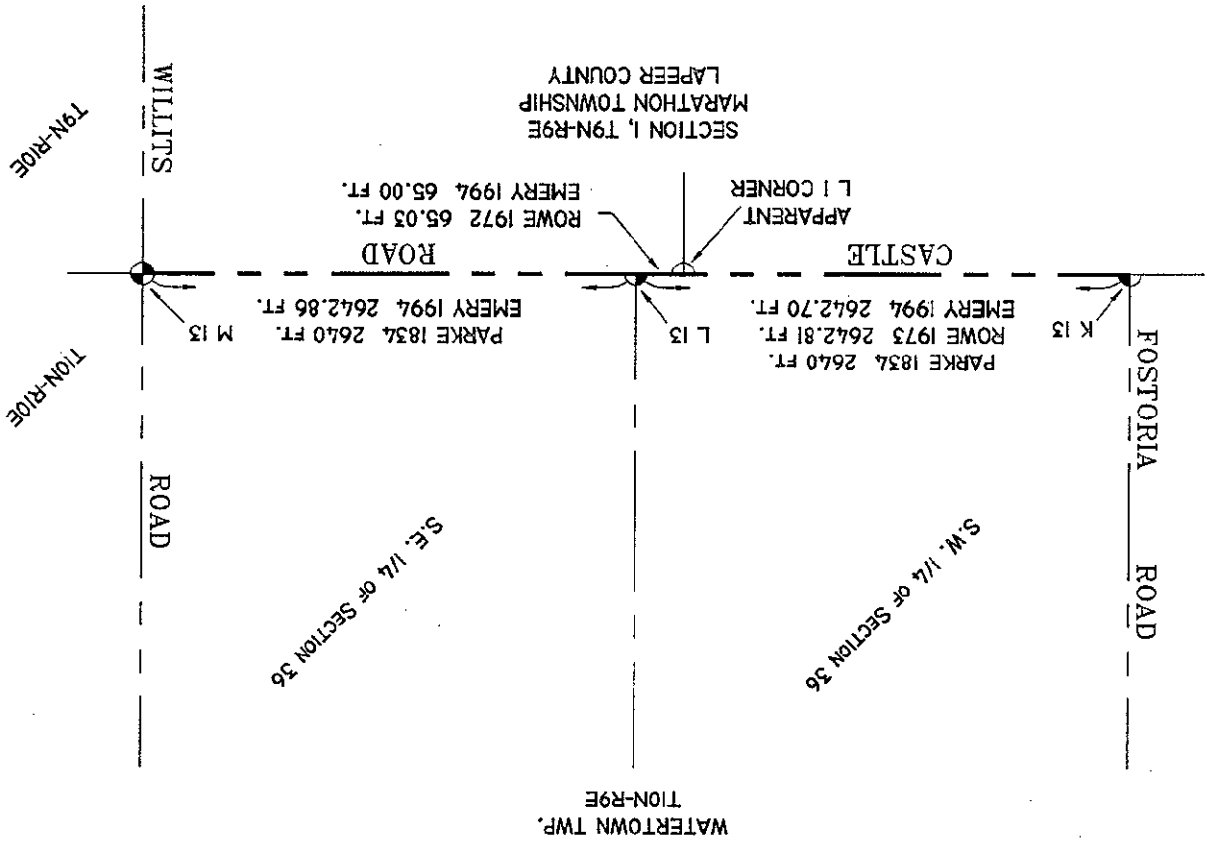 WATERTOWN TWP.
T10N-R9E
S.W. 1/4 OF SECTION 36
S.E. 1/4 OF SECTION 36
FOSTORIA ROAD
ROAD
T10N-R10E
K 13
PARKE 1834 2640 FT.
ROWE 1973 2642.81 FT.
EMERY 1994 2642.70 FT.
L 13
PARKE 1834 2640 FT.
EMERY 1994 2642.86 FT.
M 13
CASTLE
ROAD
APPARENT
L 1 CORNER
ROWE 1972 65.03 FT.
EMERY 1994 65.00 FT.
WILLITS
T9N-R10E
SECTION 1, T9N-R9E
MARATHON TOWNSHIP
LAPEER COUNTY